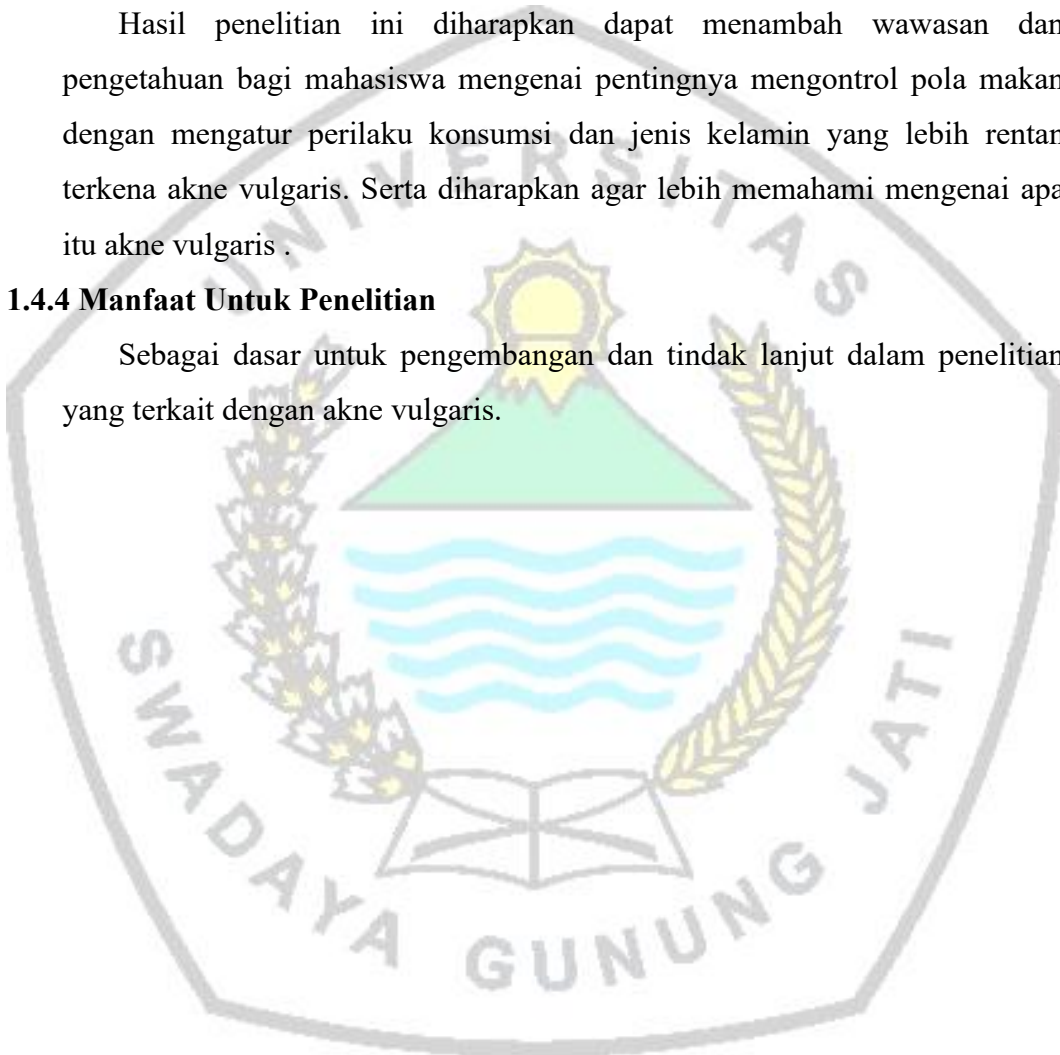 Hasil penelitian ini diharapkan dapat menambah wawasan dan
pengetahuan bagi mahasiswa mengenai pentingnya mengontrol pola makan
dengan mengatur perilaku konsumsi dan jenis kelamin yang lebih rentan
terkena akne vulgaris. Serta diharapkan agar lebih memahami mengenai apa
itu akne vulgaris .
1.4.4 Manfaat Untuk Penelitian
Sebagai dasar untuk pengembangan dan tindak lanjut dalam penelitian
yang terkait dengan akne vulgaris.
UNIVERSITAS
SWADAYA GUNUNG JATI